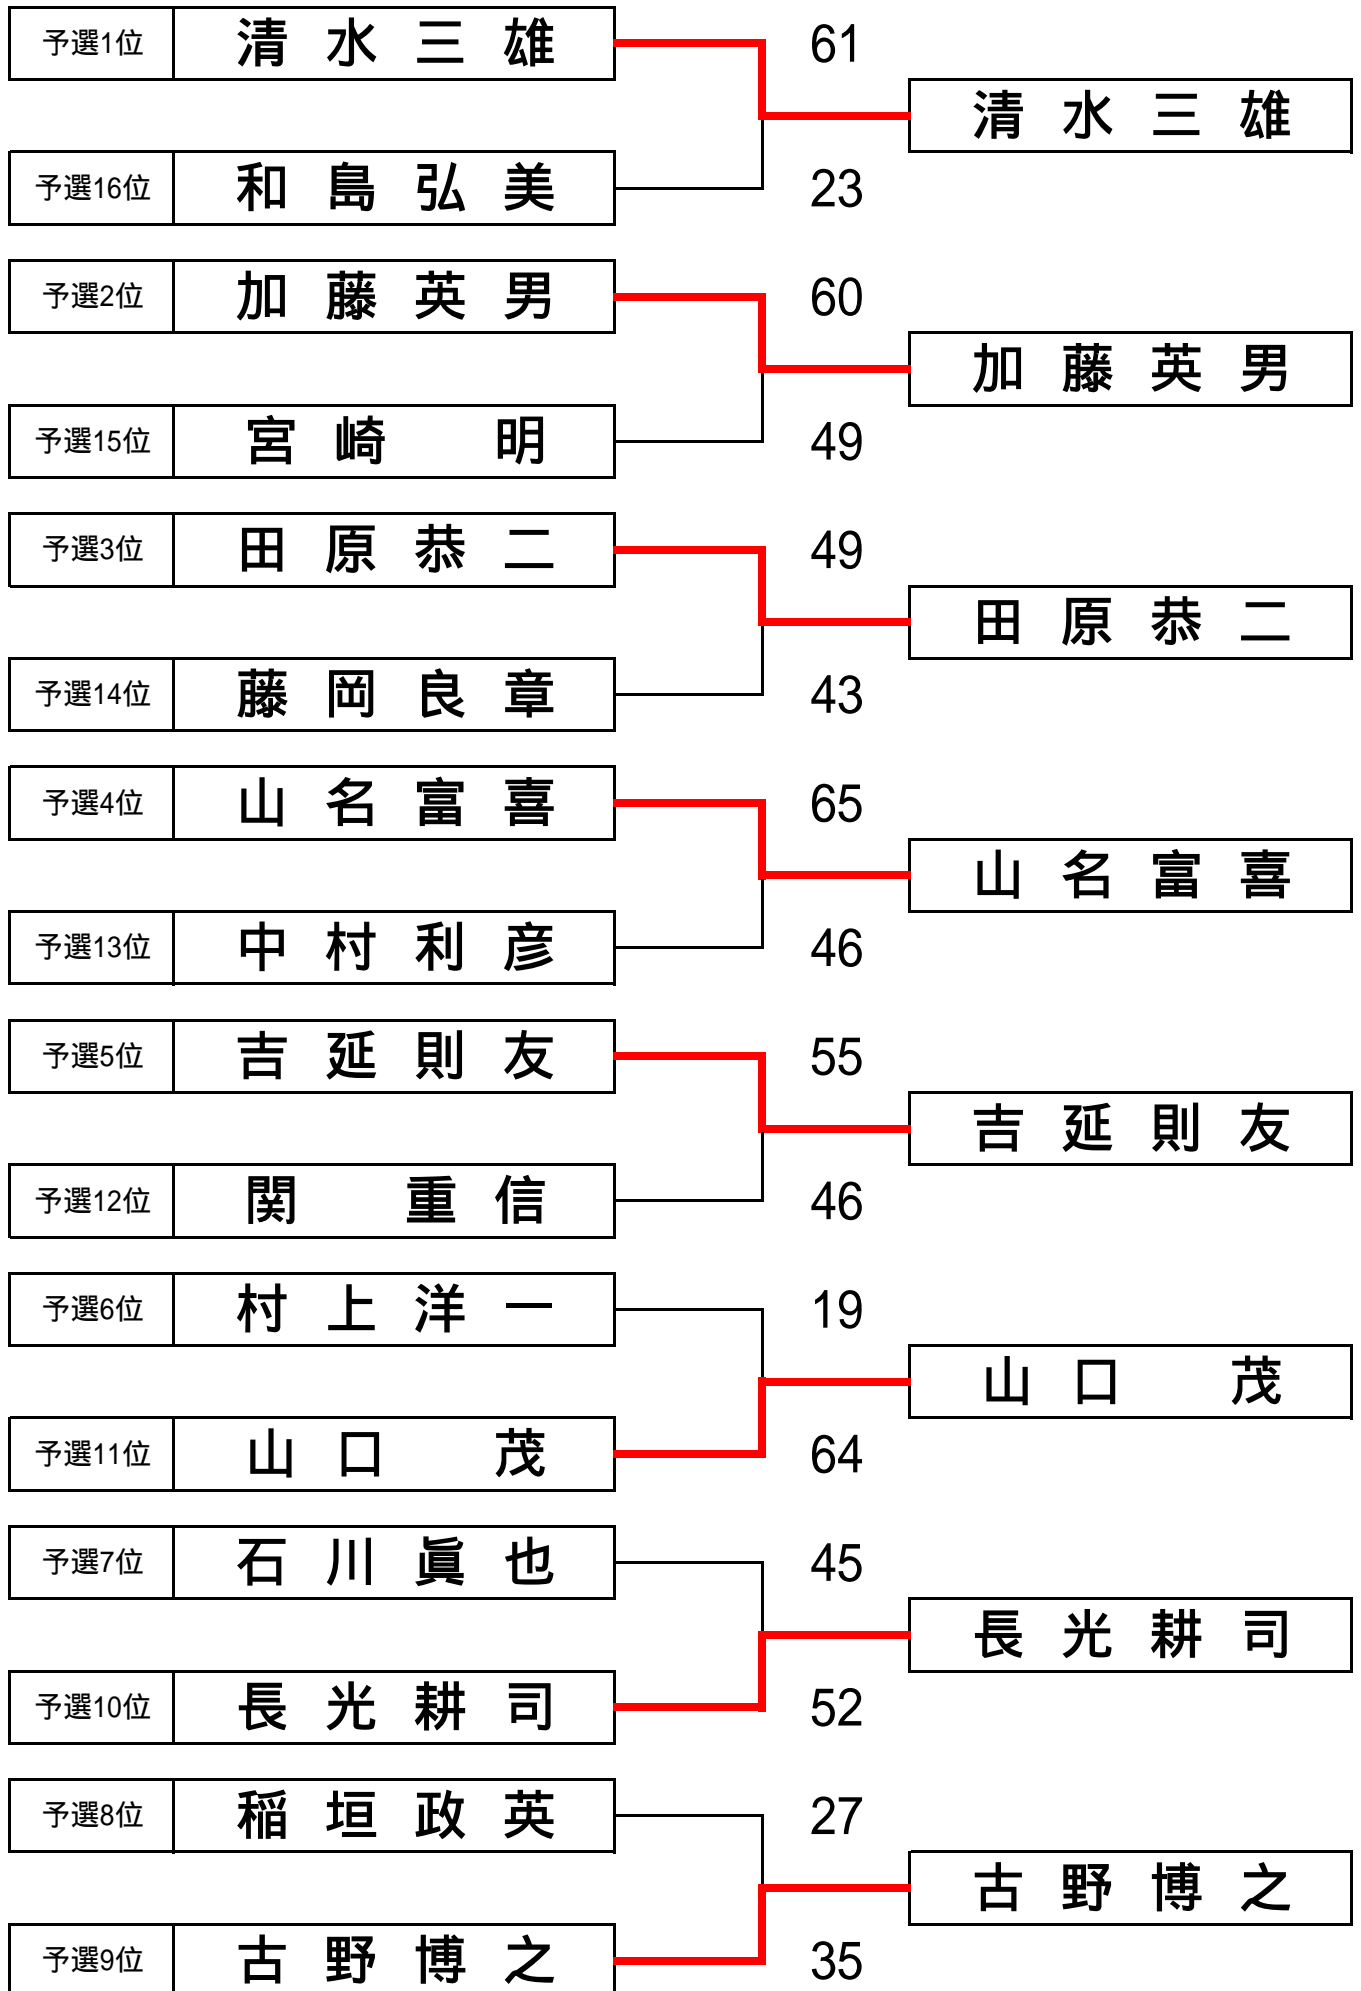 予選1位 清水三雄 61
清水三雄
予選16位 和島弘美 23
予選2位 加藤英男 60
加藤英男
予選15位 宮崎 明 49
予選3位 田原恭二 49
田原恭二
予選14位 藤岡良章 43
予選4位 山名富喜 65
山名富喜
予選13位 中村利彦 46
予選5位 吉延則友 55
吉延則友
予選12位 関 重信 46
予選6位 村上洋一 19
山口 茂
予選11位 山口 茂 64
予選7位 石川眞也 45
長光耕司
予選10位 長光耕司 52
予選8位 稲垣政英 27
古野博之
予選9位 古野博之 35